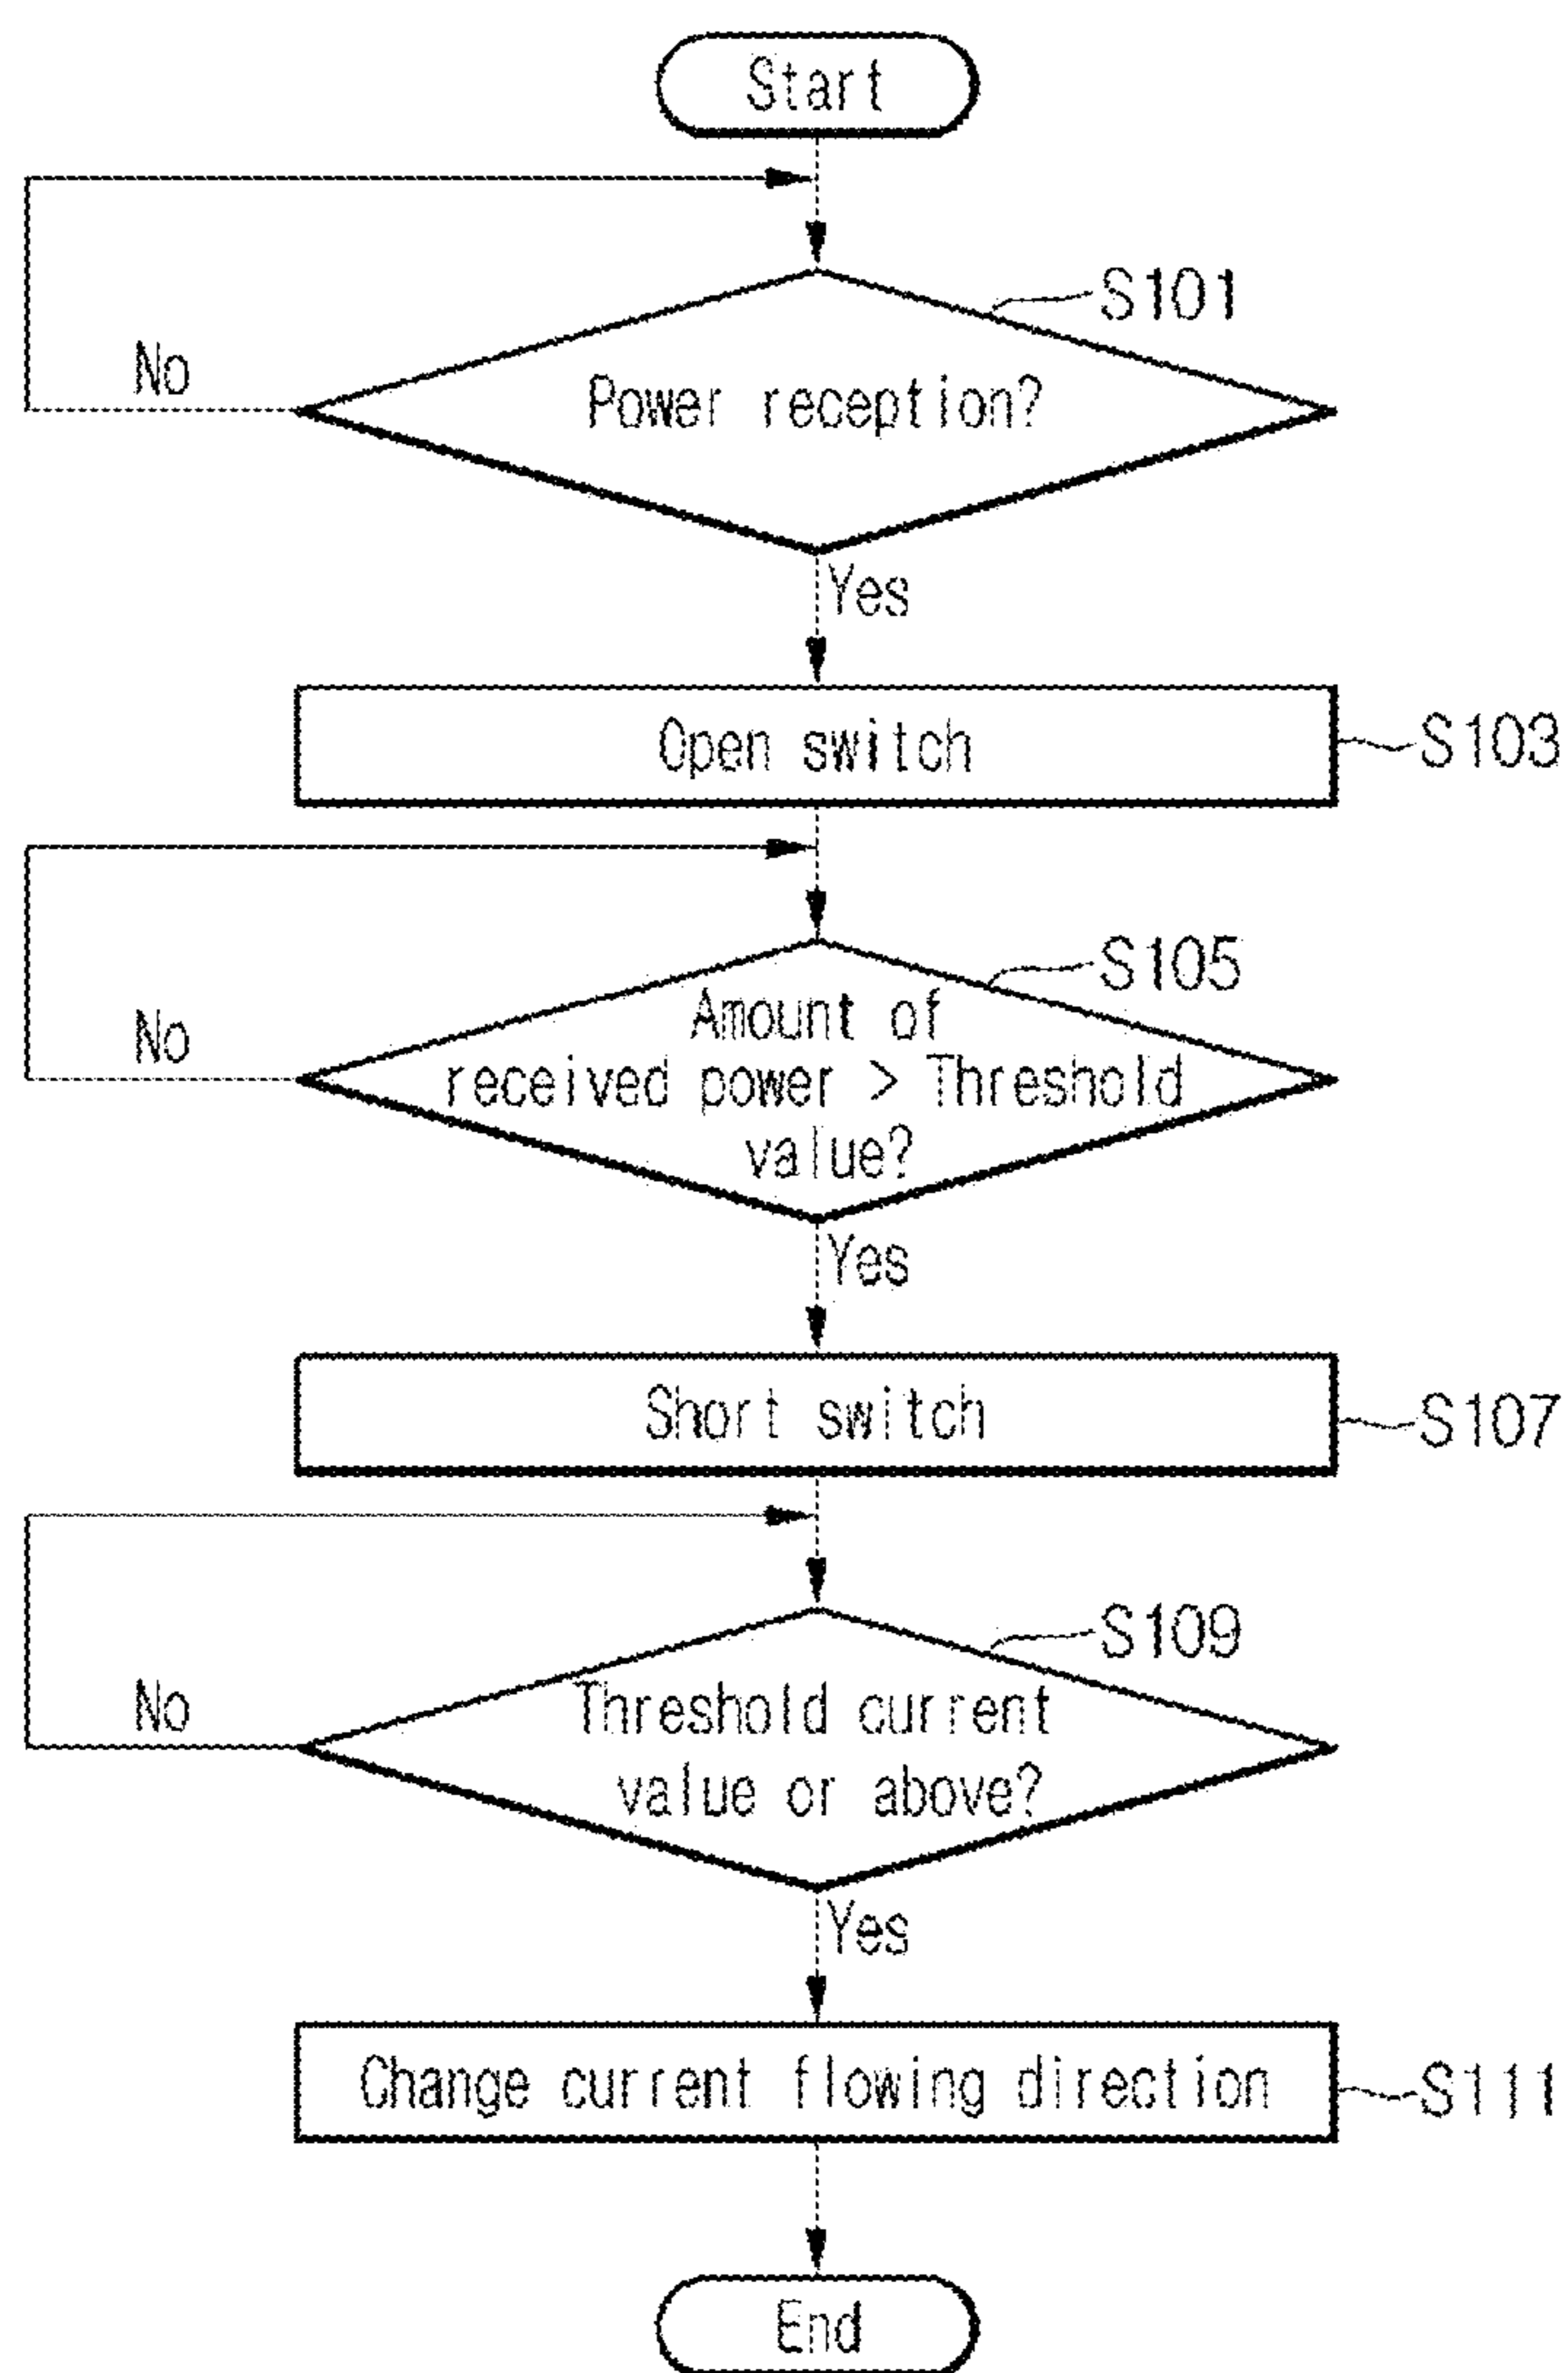 Start
S101
No
Power reception?
Yes
Open switch
S103
S105
Amount of
No
received power > Threshold
value?
Yes
Short switch
S107
S109
Threshold current
No
value or above?
Yes
Change current flowing direction
S111
End